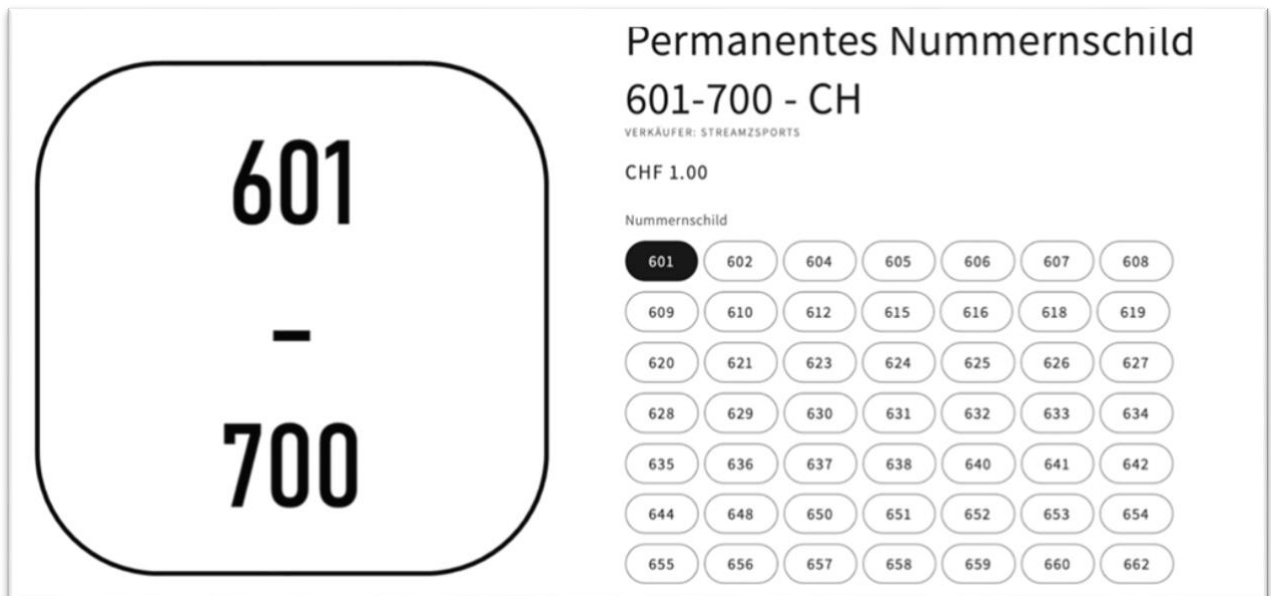 601
-
700
Permanentes Nummernschild
601-700 - CH
VERKÄUFER: STREAMZSPORTS
CHF 1.00
Nummernschild
601 602 604 605 606 607 608
609 610 612 615 616 618 619
620 621 623 624 625 626 627
628 629 630 631 632 633 634
635 636 637 638 640 641 642
644 648 650 651 652 653 654
655 656 657 658 659 660 662